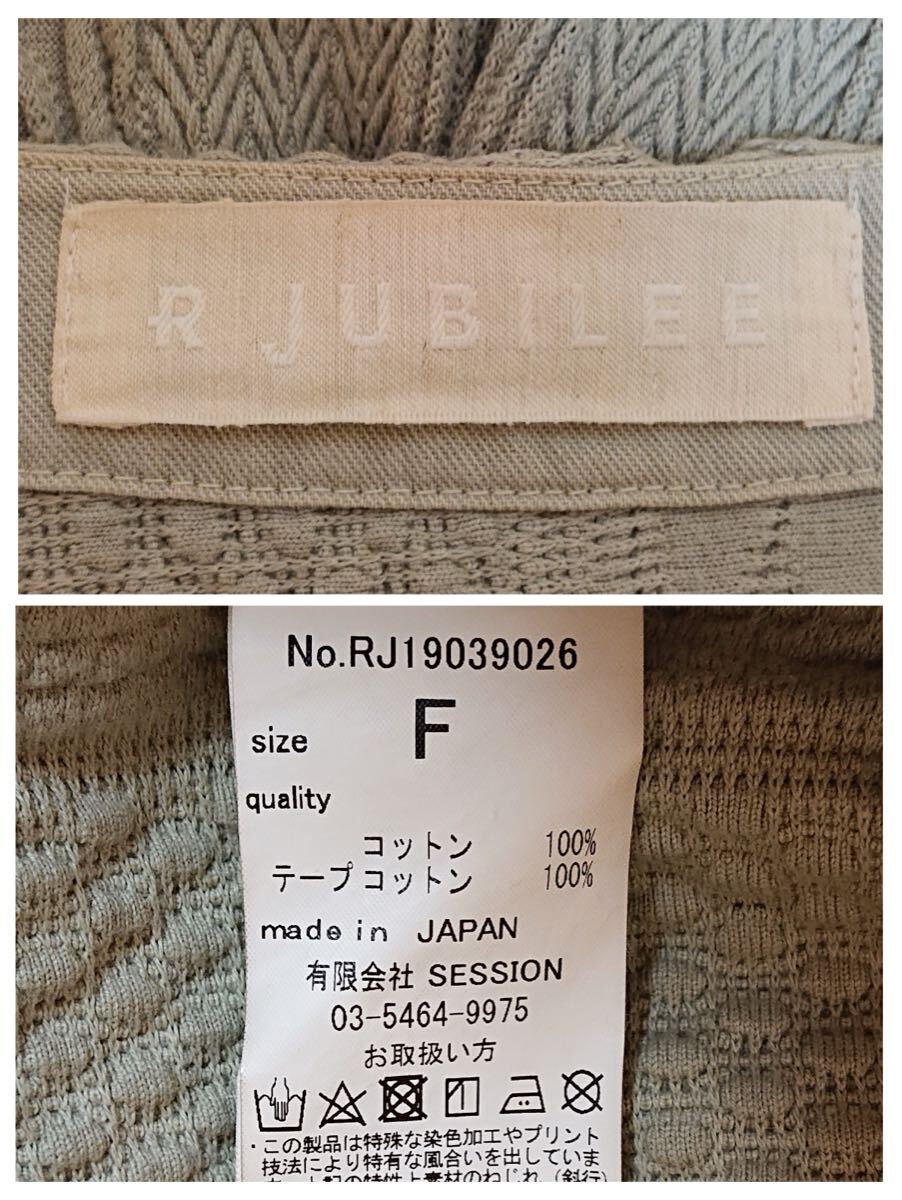 R JUBILEE
No.RJ19039026
size F
quality
コットン 100%
テープコットン 100%
made in JAPAN
有限会社 SESSION
03-5464-9975
お取扱い方
・この製品は特殊な染色加工やプリント
技法により特有な風合いを出していま